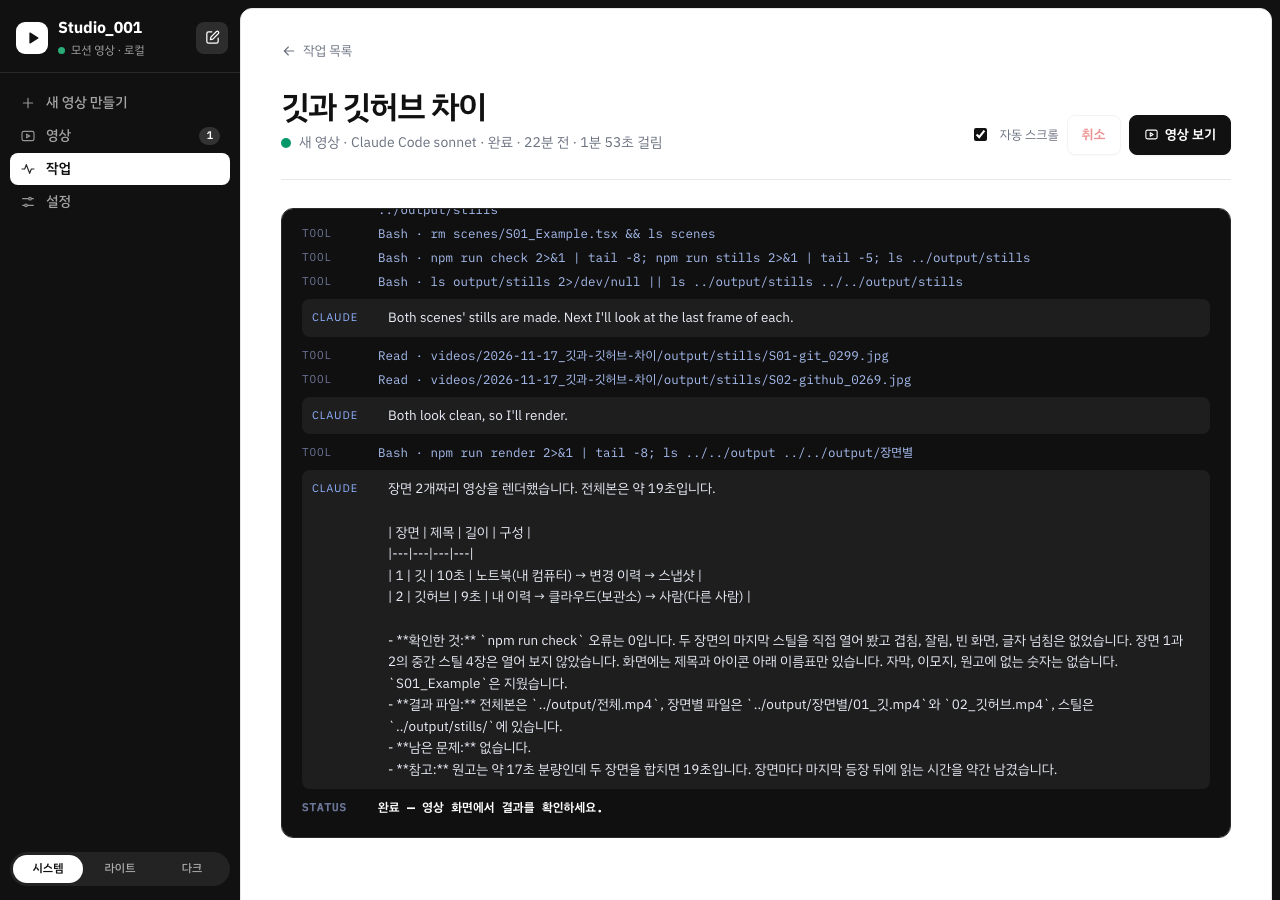 Studio_001
모션 영상 · 로컬
새 영상 만들기
영상 1
작업
설정
시스템 라이트 다크
작업 목록
깃과 깃허브 차이
새 영상 · Claude Code sonnet · 완료 · 22분 전 · 1분 53초 걸림
자동 스크롤 취소 영상 보기
../output/stills
TOOL Bash · rm scenes/S01_Example.tsx && ls scenes
TOOL Bash · npm run check 2>&1 | tail -8; npm run stills 2>&1 | tail -5; ls ../output/stills
TOOL Bash · ls output/stills 2>/dev/null || ls ../output/stills ../../output/stills
CLAUDE Both scenes' stills are made. Next I'll look at the last frame of each.
TOOL Read · videos/2026-11-17_깃과-깃허브-차이/output/stills/S01-git_0299.jpg
TOOL Read · videos/2026-11-17_깃과-깃허브-차이/output/stills/S02-github_0269.jpg
CLAUDE Both look clean, so I'll render.
TOOL Bash · npm run render 2>&1 | tail -8; ls ../../output ../../output/장면별
CLAUDE 장면 2개짜리 영상을 렌더했습니다. 전체본은 약 19초입니다.
| 장면 | 제목 | 길이 | 구성 |
|---|---|---|---|
| 1 | 깃 | 10초 | 노트북(내 컴퓨터) → 변경 이력 → 스냅샷 |
| 2 | 깃허브 | 9초 | 내 이력 → 클라우드(보관소) → 사람(다른 사람) |
- **확인한 것:** `npm run check` 오류는 0입니다. 두 장면의 마지막 스틸을 직접 열어 봤고 겹침, 잘림, 빈 화면, 글자 넘침은 없었습니다. 장면 1과
2의 중간 스틸 4장은 열어 보지 않았습니다. 화면에는 제목과 아이콘 아래 이름표만 있습니다. 자막, 이모지, 원고에 없는 숫자는 없습니다.
`S01_Example`은 지웠습니다.
- **결과 파일:** 전체본은 `../output/전체.mp4`, 장면별 파일은 `../output/장면별/01_깃.mp4`와 `02_깃허브.mp4`, 스틸은
`../output/stills/`에 있습니다.
- **남은 문제:** 없습니다.
- **참고:** 원고는 약 17초 분량인데 두 장면을 합치면 19초입니다. 장면마다 마지막 등장 뒤에 읽는 시간을 약간 남겼습니다.
STATUS 완료 — 영상 화면에서 결과를 확인하세요.